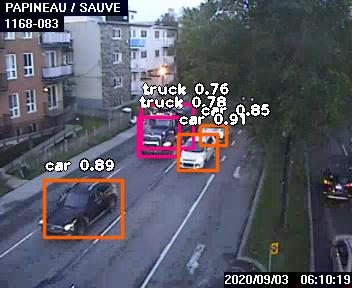 PAPINEAU / SAUVE
1168-083
truck 0.76
truck 0.78
car 0.85
car 0.91
car 0.89
2020/09/03 06:10:19